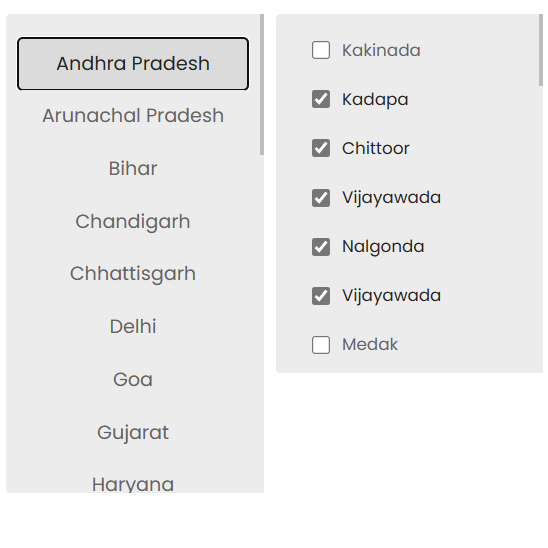 Andhra Pradesh
Arunachal Pradesh
Bihar
Chandigarh
Chhattisgarh
Delhi
Goa
Gujarat
Haryana
Kakinada
Kadapa
Chittoor
Vijayawada
Nalgonda
Vijayawada
Medak